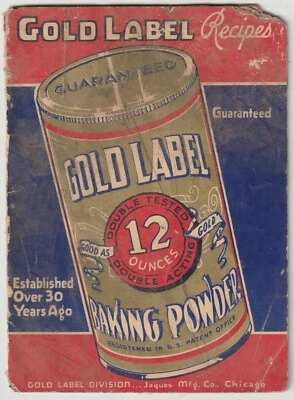 GOLD LABEL Recipes
GUARANTEED
Guaranteed
GOLD LABEL
DOUBLE TESTED
12
OUNCES
DOUBLE ACTING
GOOD AS
GOLD
Established
Over 30
Years Ago
BAKING POWDER
REGISTERED IN U.S. PATENT OFFICE
GOLD LABEL DIVISION... Jaques Mfg. Co. Chicago